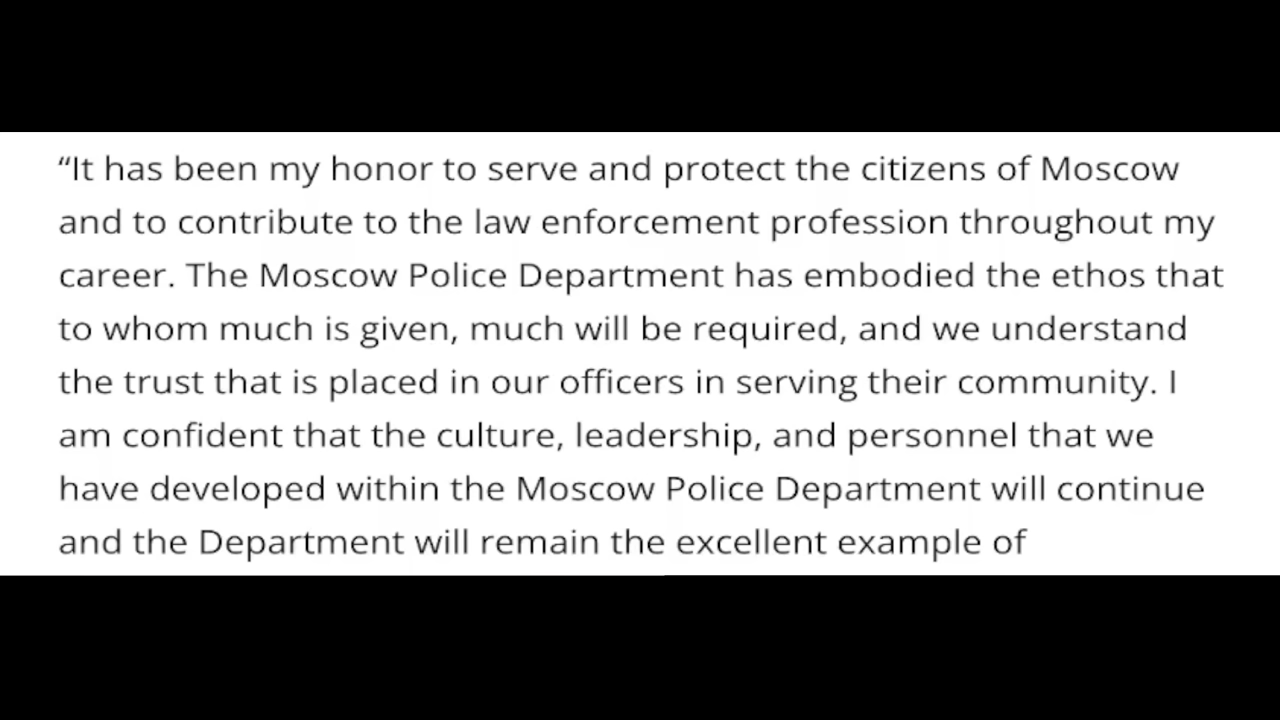 “It has been my honor to serve and protect the citizens of Moscow
and to contribute to the law enforcement profession throughout my
career. The Moscow Police Department has embodied the ethos that
to whom much is given, much will be required, and we understand
the trust that is placed in our officers in serving their community. I
am confident that the culture, leadership, and personnel that we
have developed within the Moscow Police Department will continue
and the Department will remain the excellent example of